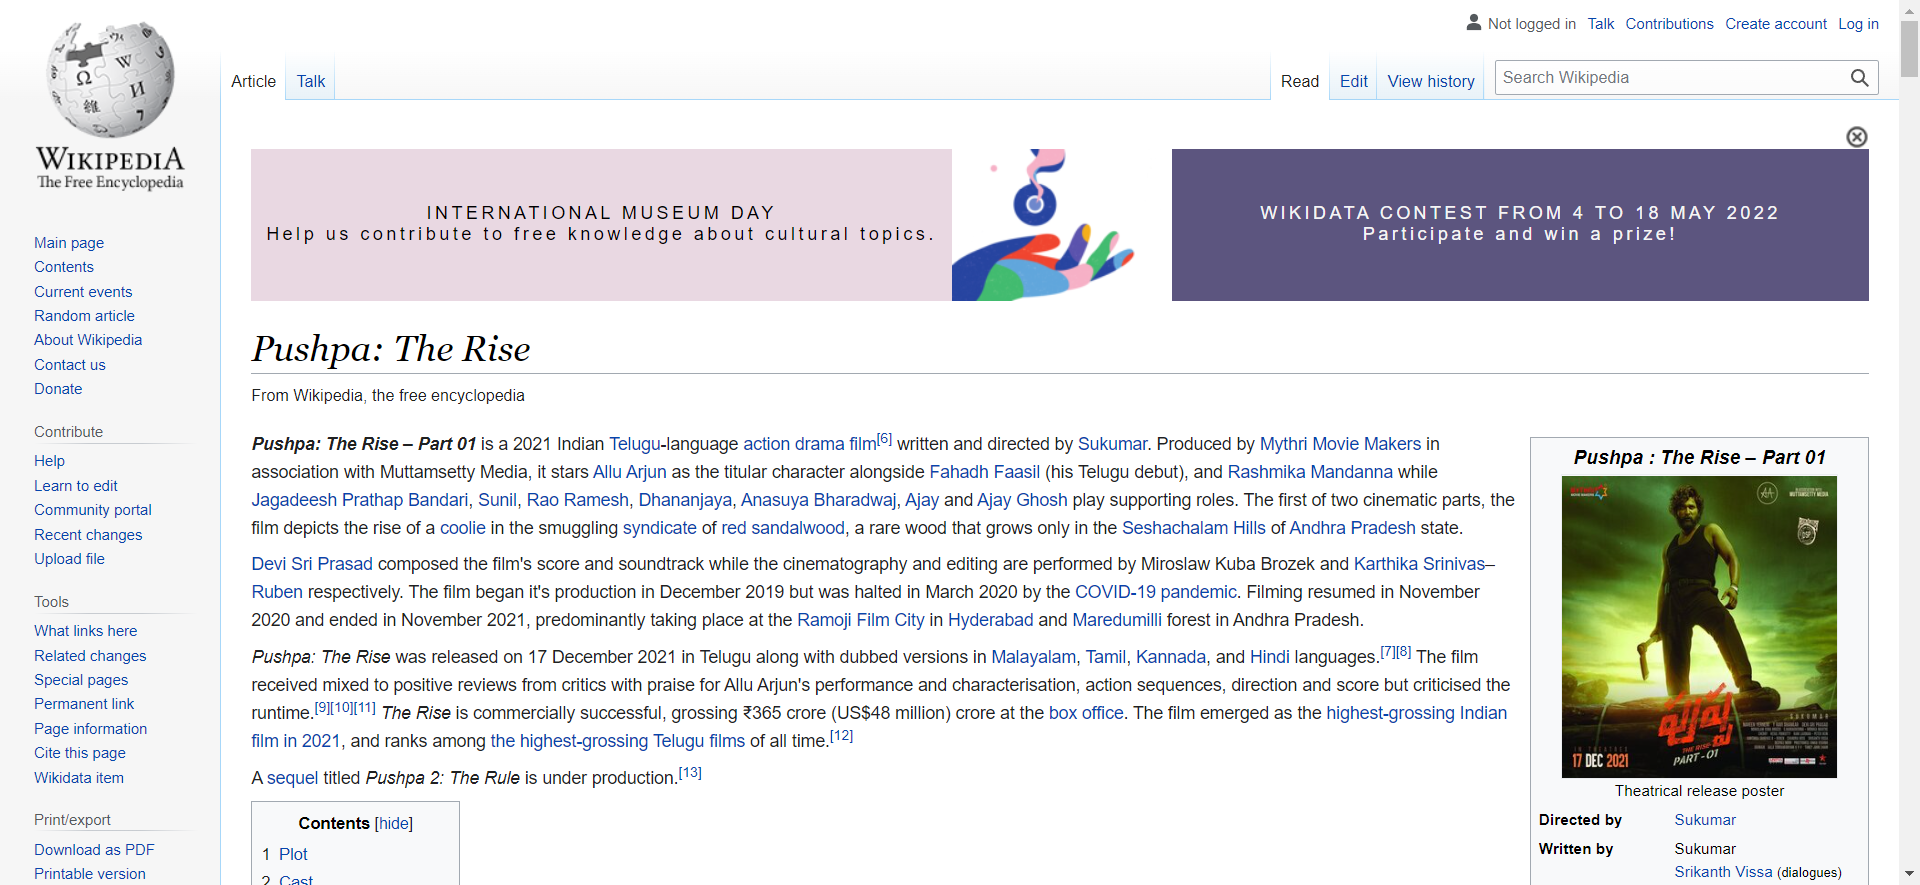 Not logged in Talk Contributions Create account Log in
Article Talk Read Edit View history Search Wikipedia
WIKIPEDIA
The Free Encyclopedia
Main page
Contents
Current events
Random article
About Wikipedia
Contact us
Donate
Contribute
Help
Learn to edit
Community portal
Recent changes
Upload file
Tools
What links here
Related changes
Special pages
Permanent link
Page information
Cite this page
Wikidata item
Print/export
Download as PDF
Printable version
INTERNATIONAL MUSEUM DAY
Help us contribute to free knowledge about cultural topics.
WIKIDATA CONTEST FROM 4 TO 18 MAY 2022
Participate and win a prize!
Pushpa: The Rise
From Wikipedia, the free encyclopedia
Pushpa: The Rise – Part 01 is a 2021 Indian Telugu-language action drama film[6] written and directed by Sukumar. Produced by Mythri Movie Makers in
association with Muttamsetty Media, it stars Allu Arjun as the titular character alongside Fahadh Faasil (his Telugu debut), and Rashmika Mandanna while
Jagadeesh Prathap Bandari, Sunil, Rao Ramesh, Dhananjaya, Anasuya Bharadwaj, Ajay and Ajay Ghosh play supporting roles. The first of two cinematic parts, the
film depicts the rise of a coolie in the smuggling syndicate of red sandalwood, a rare wood that grows only in the Seshachalam Hills of Andhra Pradesh state.
Devi Sri Prasad composed the film's score and soundtrack while the cinematography and editing are performed by Miroslaw Kuba Brozek and Karthika Srinivas–
Ruben respectively. The film began it's production in December 2019 but was halted in March 2020 by the COVID-19 pandemic. Filming resumed in November
2020 and ended in November 2021, predominantly taking place at the Ramoji Film City in Hyderabad and Maredumilli forest in Andhra Pradesh.
Pushpa: The Rise was released on 17 December 2021 in Telugu along with dubbed versions in Malayalam, Tamil, Kannada, and Hindi languages.[7][8] The film
received mixed to positive reviews from critics with praise for Allu Arjun's performance and characterisation, action sequences, direction and score but criticised the
runtime.[9][10][11] The Rise is commercially successful, grossing ₹365 crore (US$48 million) crore at the box office. The film emerged as the highest-grossing Indian
film in 2021, and ranks among the highest-grossing Telugu films of all time.[12]
A sequel titled Pushpa 2: The Rule is under production.[13]
Contents [hide]
1 Plot
2 Cast
Pushpa : The Rise – Part 01
SUKUMAR
పుష్ప
THE RISE
PART-01
IN THEATRES
17 DEC 2021
Theatrical release poster
Directed by Sukumar
Written by Sukumar
Srikanth Vissa (dialogues)